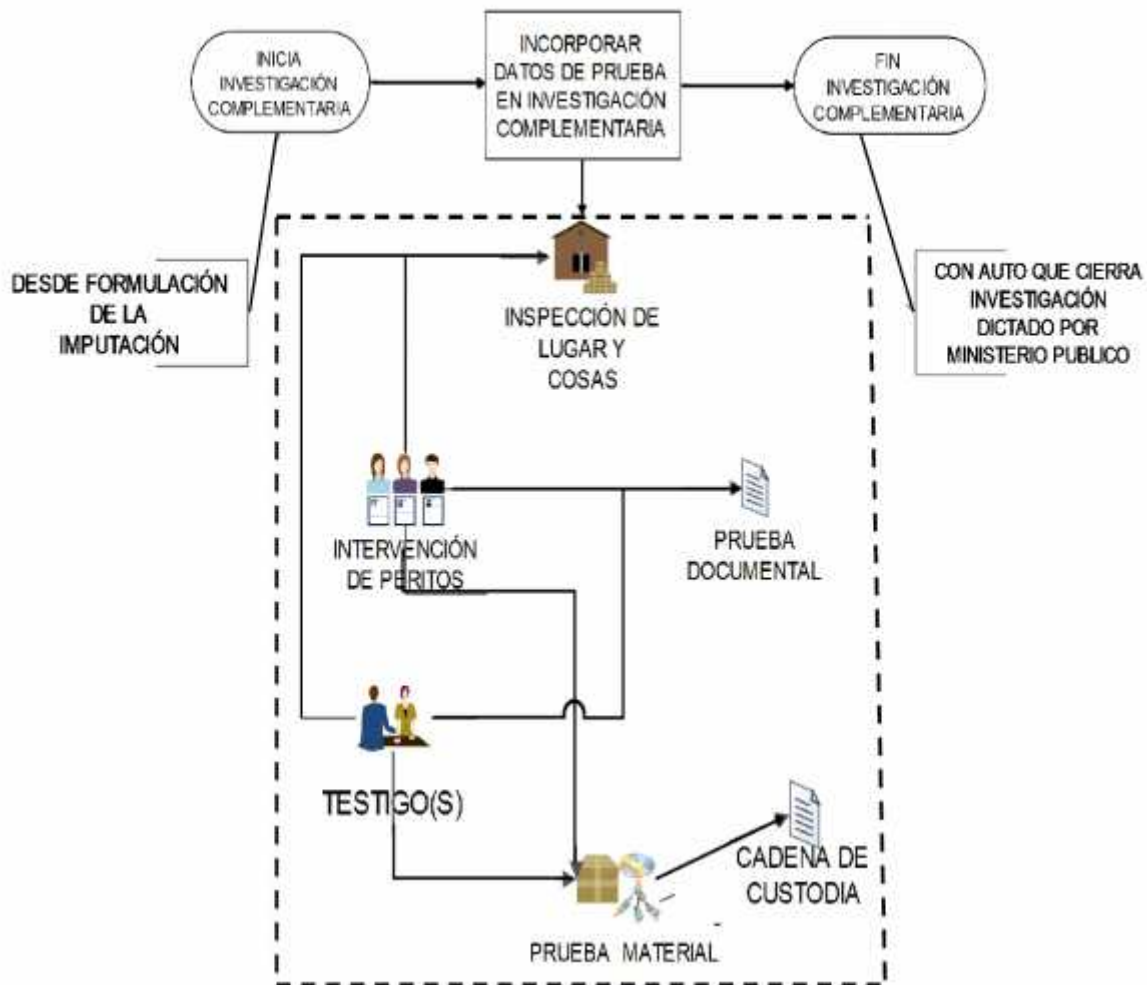 INICIA
INVESTIGACIÓN
COMPLEMENTARIA
INCORPORAR
DATOS DE PRUEBA
EN INVESTIGACIÓN
COMPLEMENTARIA
FIN
INVESTIGACIÓN
COMPLEMENTARIA
DESDE FORMULACIÓN
DE LA
IMPUTACIÓN
CON AUTO QUE CIERRA
INVESTIGACIÓN
DICTADO POR
MINISTERIO PUBLICO
INSPECCIÓN DE
LUGAR Y
COSAS
INTERVENCIÓN
DE PERITOS
PRUEBA
DOCUMENTAL
TESTIGO(S)
CADENA DE
CUSTODIA
PRUEBA MATERIAL